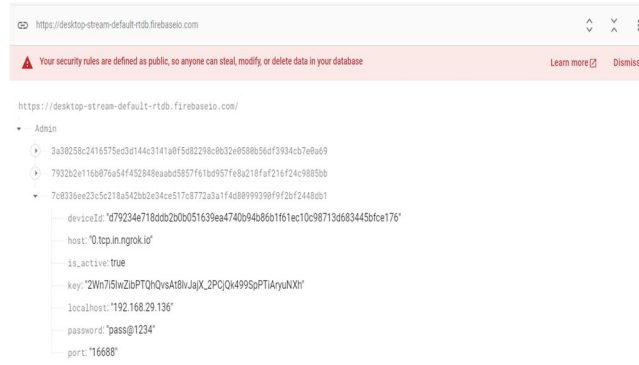 https://desktop-stream-default-rtdb.firebaseio.com
Your security rules are defined as public, so anyone can steal, modify, or delete data in your database Learn more Dismiss
https://desktop-stream-default-rtdb.firebaseio.com/
Admin
3a30258c2416575ed3d144c3141a0f5d82298c0b32e0580b56df3934cb7e0a69
7932b2e116b076a54f452848eaabd5857f61bd957fe8a218faf216f24c9885bb
7c0336ee23c5c218a542bb2e34ce517c8772a3a1f4d80999390f9f2bf2448db1
deviceId: "d79234e718ddb2b0b051639ea4740b94b86b1f61ec10c98713d683445bfce176"
host: "0.tcp.in.ngrok.io"
is_active: true
key: "2Wn7i5IwZibPTQhQvsAt8IvJajX_2PCjQk499SpPTiAryuNXh"
localhost: "192.168.29.136"
password: "pass@1234"
port: "16688"